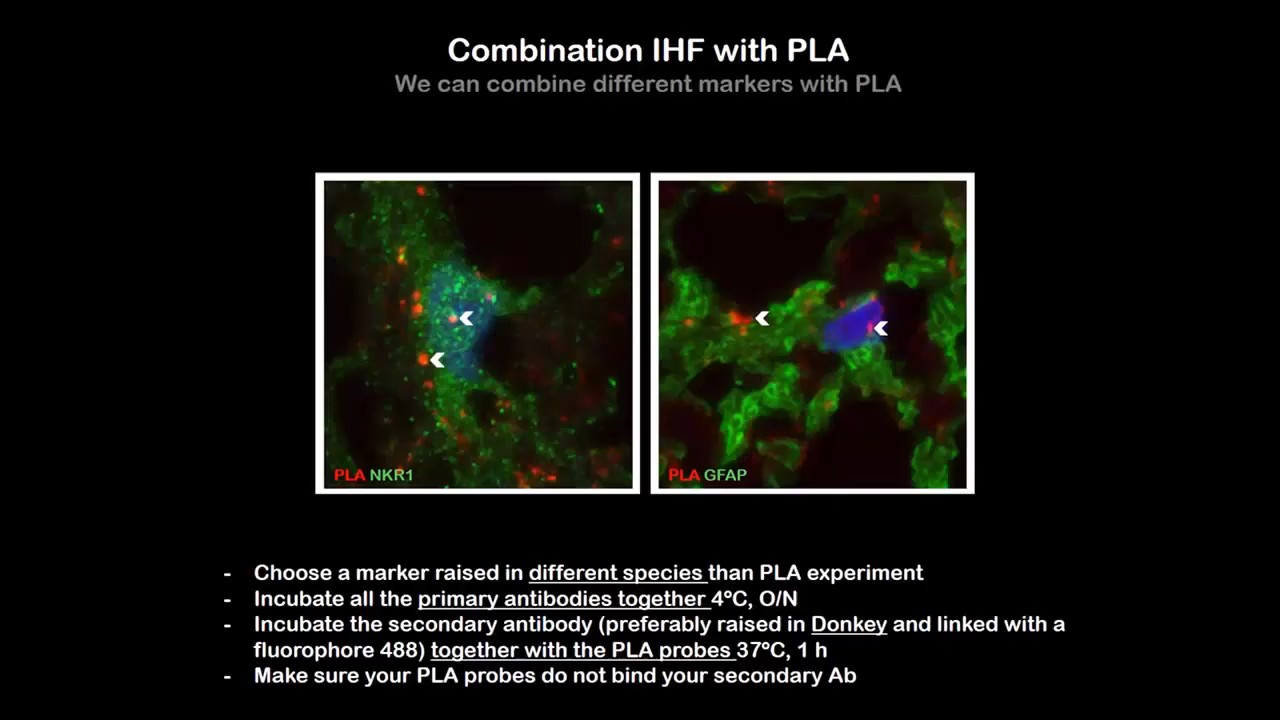 Combination IHF with PLA
We can combine different markers with PLA
PLA NKR1
PLA GFAP
- Choose a marker raised in different species than PLA experiment
- Incubate all the primary antibodies together 4ºC, O/N
- Incubate the secondary antibody (preferably raised in Donkey and linked with a
fluorophore 488) together with the PLA probes 37ºC, 1 h
- Make sure your PLA probes do not bind your secondary Ab